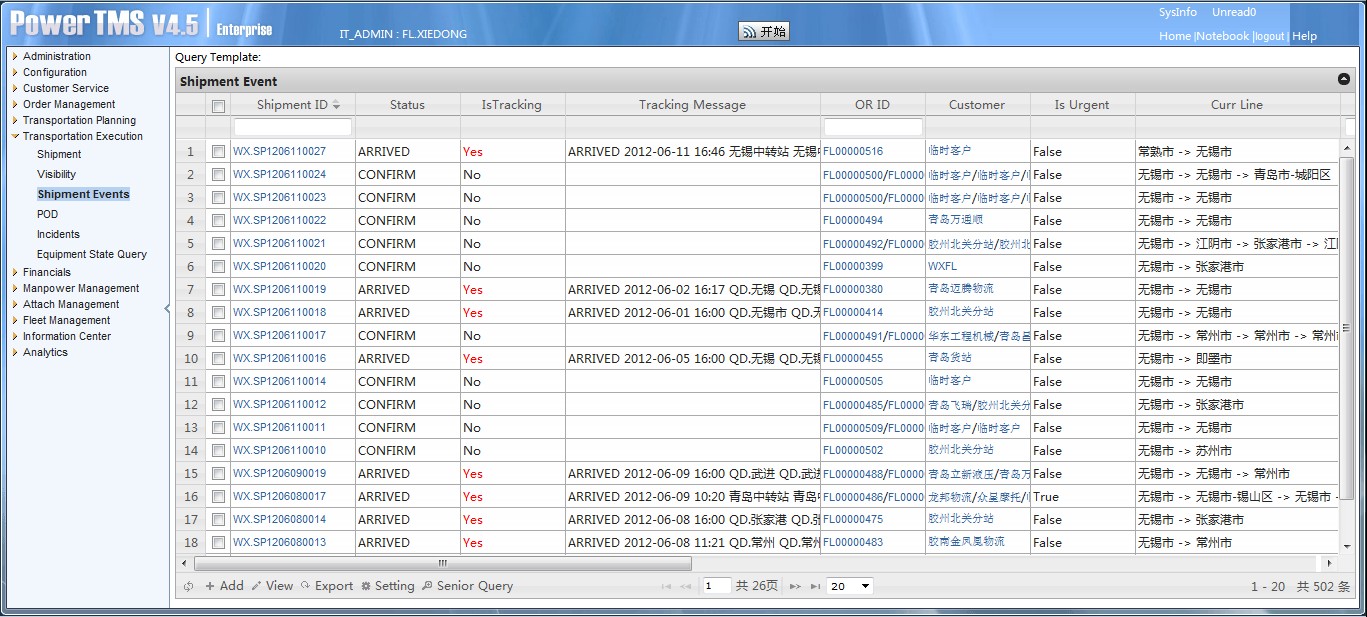 Power TMS V4.5 Enterprise
IT_ADMIN : FL.XIEDONG
开始
SysInfo Unread0
Home |Notebook |logout | Help
Administration
Configuration
Customer Service
Order Management
Transportation Planning
Transportation Execution
Shipment
Visibility
Shipment Events
POD
Incidents
Equipment State Query
Financials
Manpower Management
Attach Management
Fleet Management
Information Center
Analytics
Query Template:
Shipment Event
Shipment ID Status IsTracking Tracking Message OR ID Customer Is Urgent Curr Line
1 WX.SP1206110027 ARRIVED Yes ARRIVED 2012-06-11 16:46 无锡中转站 无锡 FL00000516 临时客户 False 常熟市 -> 无锡市
2 WX.SP1206110024 CONFIRM No FL00000500/FL0000 临时客户/临时客户/ False 无锡市 -> 无锡市 -> 青岛市-城阳区
3 WX.SP1206110023 CONFIRM No FL00000500/FL0000 临时客户/临时客户/ False 无锡市 -> 无锡市
4 WX.SP1206110022 CONFIRM No FL00000494 青岛万通顺 False 无锡市 -> 无锡市
5 WX.SP1206110021 CONFIRM No FL00000492/FL0000 胶州北关分站/胶州北 False 无锡市 -> 江阴市 -> 张家港市 -> 江
6 WX.SP1206110020 CONFIRM No FL00000399 WXFL False 无锡市 -> 张家港市
7 WX.SP1206110019 ARRIVED Yes ARRIVED 2012-06-02 16:17 QD.无锡 QD.无锡 FL00000380 青岛迈腾物流 False 无锡市 -> 无锡市
8 WX.SP1206110018 ARRIVED Yes ARRIVED 2012-06-01 16:00 QD.无锡市 QD.无 FL00000414 胶州北关分站 False 无锡市 -> 无锡市
9 WX.SP1206110017 CONFIRM No FL00000491/FL0000 华东工程机械/青岛昌 False 无锡市 -> 常州市 -> 常州市 -> 常州
10 WX.SP1206110016 ARRIVED Yes ARRIVED 2012-06-05 16:00 QD.无锡 QD.无锡 FL00000455 青岛货站 False 无锡市 -> 即墨市
11 WX.SP1206110014 CONFIRM No FL00000505 临时客户 False 无锡市 -> 无锡市
12 WX.SP1206110012 CONFIRM No FL00000485/FL0000 青岛飞瑞/胶州北关分 False 无锡市 -> 张家港市
13 WX.SP1206110011 CONFIRM No FL00000509/FL0000 临时客户/临时客户 False 无锡市 -> 无锡市
14 WX.SP1206110010 CONFIRM No FL00000502 胶州北关分站 False 无锡市 -> 苏州市
15 WX.SP1206090019 ARRIVED Yes ARRIVED 2012-06-09 16:00 QD.武进 QD.武进 FL00000488/FL0000 青岛立新液压/青岛万 False 无锡市 -> 无锡市 -> 常州市
16 WX.SP1206080017 ARRIVED Yes ARRIVED 2012-06-09 10:20 青岛中转站 青岛 FL00000486/FL0000 龙邦物流/众星摩托/ True 无锡市 -> 无锡市-锡山区 -> 无锡市 -
17 WX.SP1206080014 ARRIVED Yes ARRIVED 2012-06-08 16:00 QD.张家港 QD.张 FL00000475 胶州北关分站 False 无锡市 -> 张家港市
18 WX.SP1206080013 ARRIVED Yes ARRIVED 2012-06-08 11:21 QD.常州 QD.常州 FL00000483 胶南金凤凰物流 False 无锡市 -> 常州市
Add View Export Setting Senior Query 1 共 26页 20 1 - 20 共 502 条